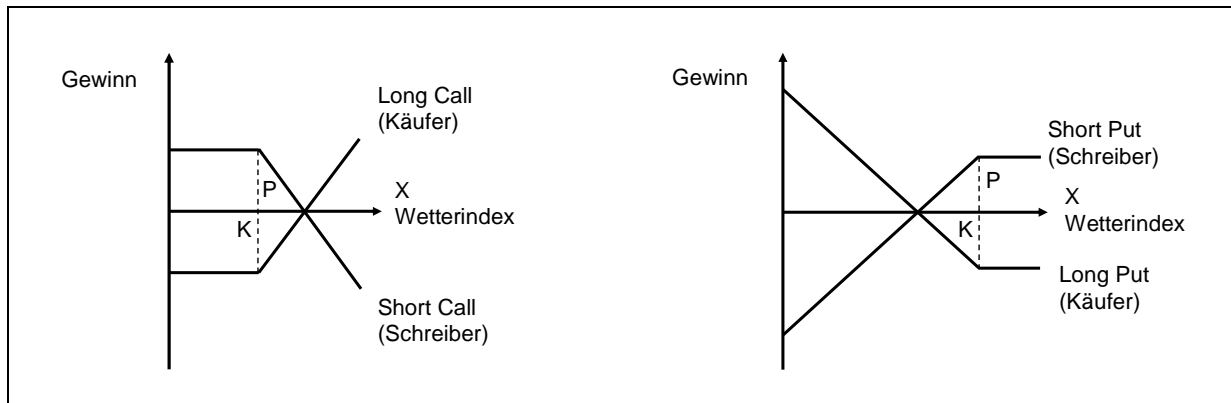 Gewinn
Long Call
(Käufer)
P
X
K
Wetterindex
Short Call
(Schreiber)
Gewinn
Short Put
(Schreiber)
P
X
K
Wetterindex
Long Put
(Käufer)